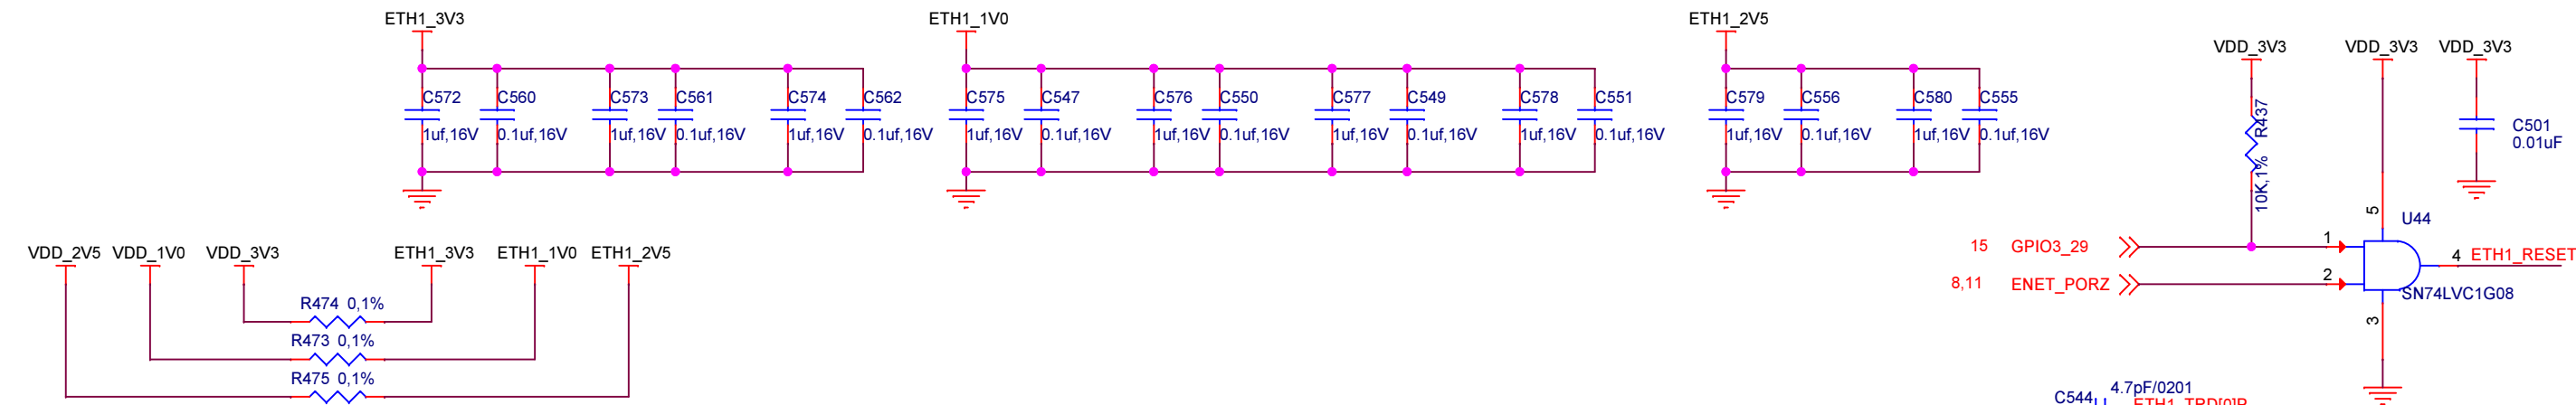 ETH1_3V3
ETH1_1V0
ETH1_2V5
VDD_3V3
VDD_3V3
VDD_3V3
C572
1uf,16V
C560
0.1uf,16V
C573
1uf,16V
C561
0.1uf,16V
C574
1uf,16V
C562
0.1uf,16V
C575
1uf,16V
C547
0.1uf,16V
C576
1uf,16V
C550
0.1uf,16V
C577
1uf,16V
C549
0.1uf,16V
C578
1uf,16V
C551
0.1uf,16V
C579
1uf,16V
C556
0.1uf,16V
C580
1uf,16V
C555
0.1uf,16V
R437
10K,1%
C501
0.01uF
VDD_2V5
VDD_1V0
VDD_3V3
ETH1_3V3
ETH1_1V0
ETH1_2V5
R474 0,1%
R473 0,1%
R475 0,1%
5
U44
15 GPIO3_29
1
4 ETH1_RESET
8,11 ENET_PORZ
2
SN74LVC1G08
3
4.7pF/0201
C544
ETH1_TRD[0]P